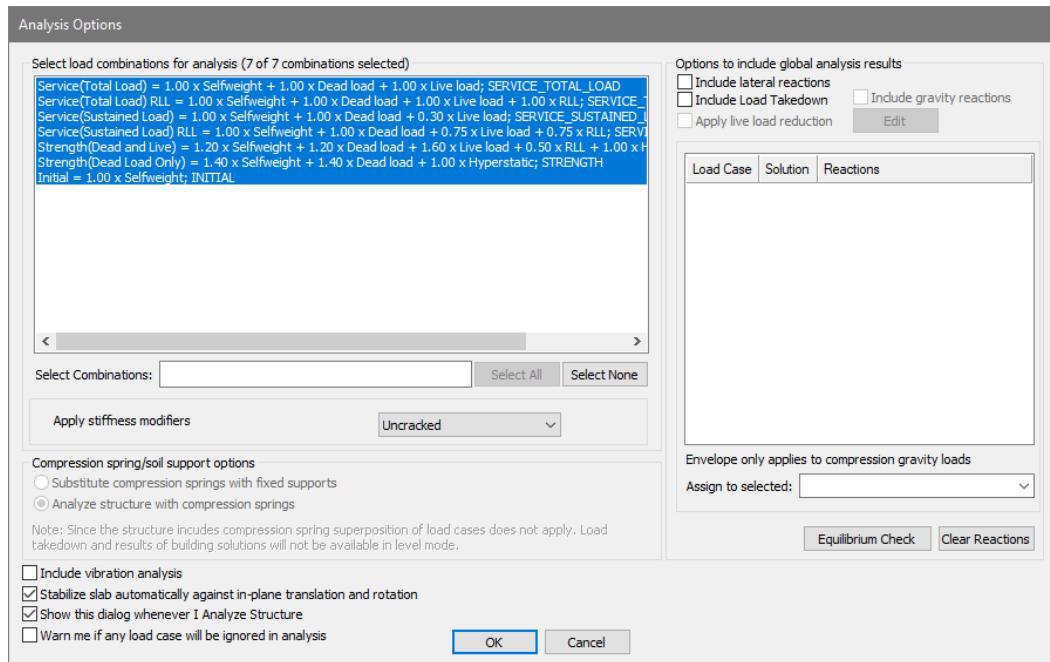 Analysis Options
Select load combinations for analysis (7 of 7 combinations selected)
Service(Total Load) = 1.00 x Selfweight + 1.00 x Dead load + 1.00 x Live load; SERVICE_TOTAL_LOAD
Service(Total Load) RLL = 1.00 x Selfweight + 1.00 x Dead load + 1.00 x Live load + 1.00 x RLL; SERVICE_
Service(Sustained Load) = 1.00 x Selfweight + 1.00 x Dead load + 0.30 x Live load; SERVICE_SUSTAINED_L
Service(Sustained Load) RLL = 1.00 x Selfweight + 1.00 x Dead load + 0.75 x Live load + 0.75 x RLL; SERVI
Strength(Dead and Live) = 1.20 x Selfweight + 1.20 x Dead load + 1.60 x Live load + 0.50 x RLL + 1.00 x H
Strength(Dead Load Only) = 1.40 x Selfweight + 1.40 x Dead load + 1.00 x Hyperstatic; STRENGTH
Initial = 1.00 x Selfweight; INITIAL
Select Combinations:
Select All
Select None
Apply stiffness modifiers
Uncracked
Compression spring/soil support options
Substitute compression springs with fixed supports
Analyze structure with compression springs
Note: Since the structure incudes compression spring superposition of load cases does not apply. Load
takedown and results of building solutions will not be available in level mode.
Include vibration analysis
Stabilize slab automatically against in-plane translation and rotation
Show this dialog whenever I Analyze Structure
Warn me if any load case will be ignored in analysis
Options to include global analysis results
Include lateral reactions
Include Load Takedown
Include gravity reactions
Apply live load reduction
Edit
Load Case Solution Reactions
Envelope only applies to compression gravity loads
Assign to selected:
Equilibrium Check
Clear Reactions
OK
Cancel